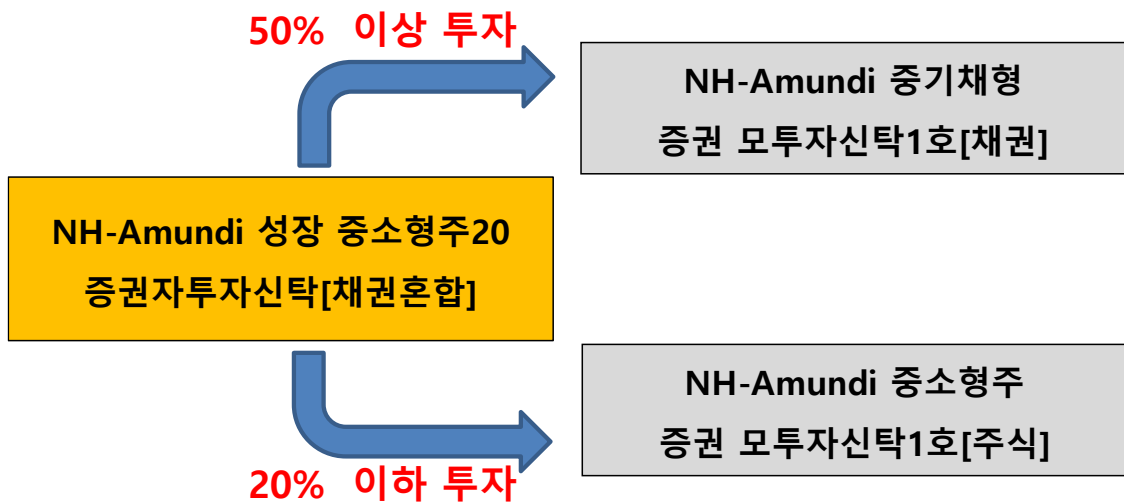 50% 이상 투자
NH-Amundi 중기채형
증권 모투자신탁1호[채권]
NH-Amundi 성장 중소형주20
증권자투자신탁[채권혼합]
NH-Amundi 중소형주
증권 모투자신탁1호[주식]
20% 이하 투자